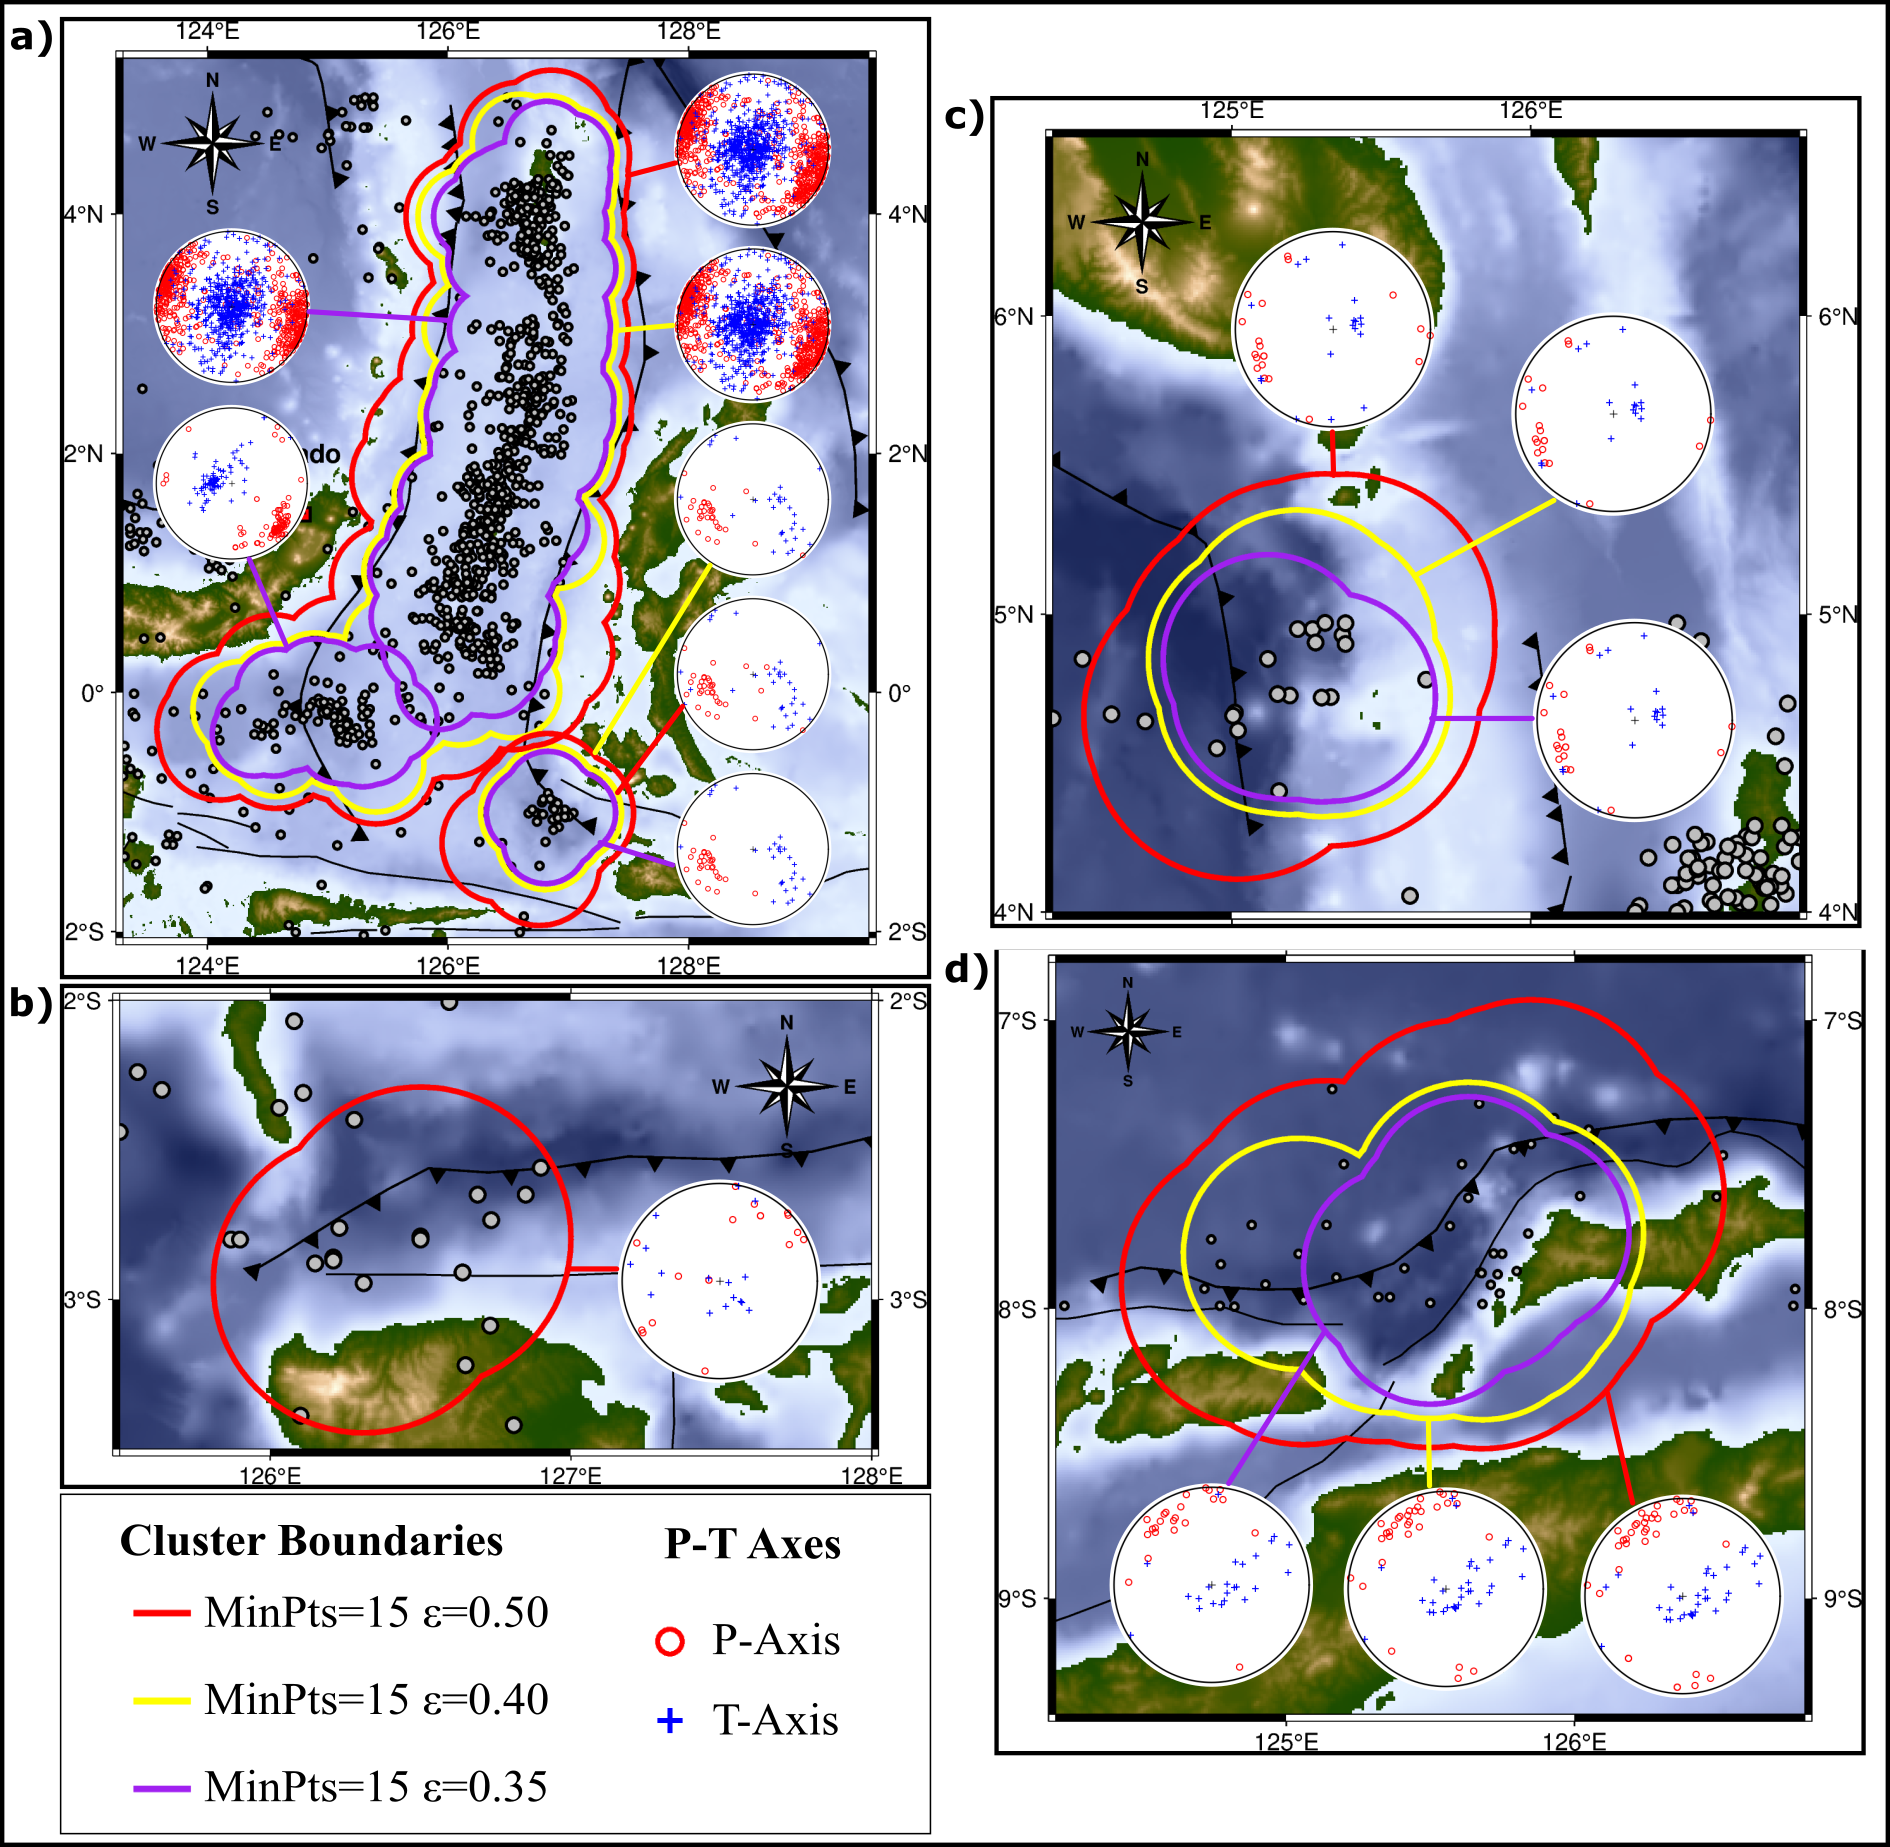 a)
124°E 126°E 128°E
N
W E
S
4°N 4°N
2°N 2°N
do
0° 0°
2°S 2°S
124°E 126°E 128°E
b)
2°S 2°S
N
W E
S
3°S 3°S
126°E 127°E 128°E
c)
125°E 126°E
N
W E
S
6°N 6°N
5°N 5°N
4°N 4°N
d)
N
W E
S
7°S 7°S
8°S 8°S
9°S 9°S
125°E 126°E
Cluster Boundaries
MinPts=15 ε=0.50
MinPts=15 ε=0.40
MinPts=15 ε=0.35
P-T Axes
P-Axis
T-Axis